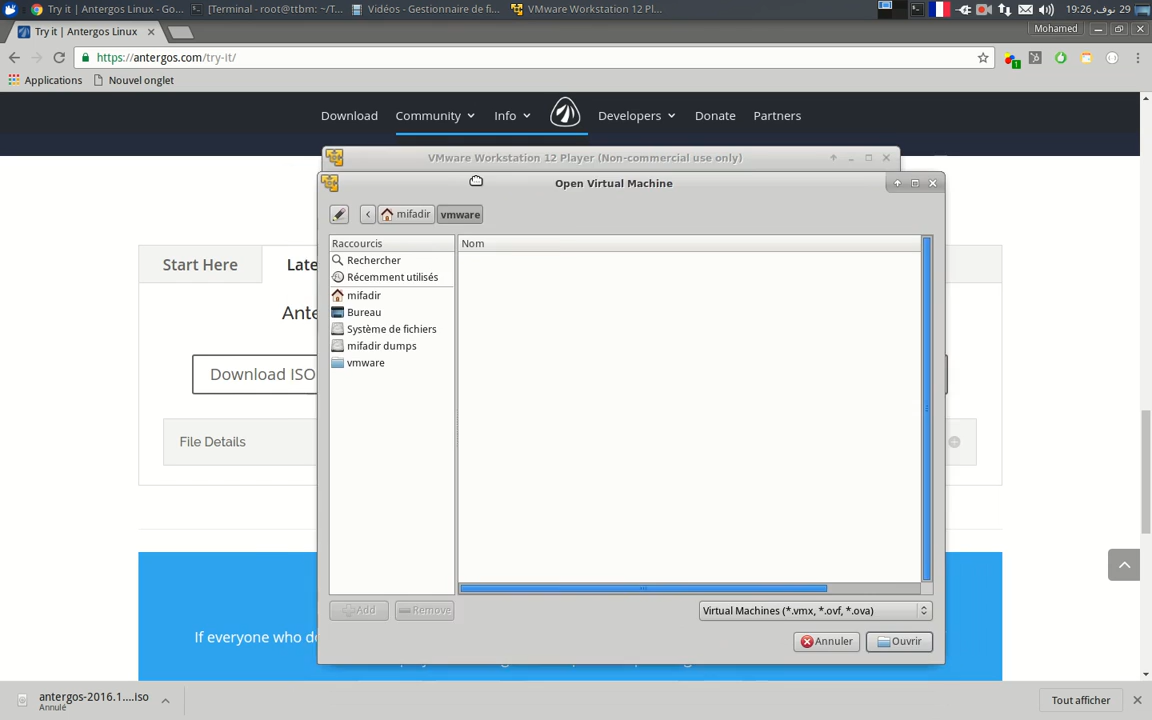 Try it | Antergos Linux - Go...
[Terminal - root@ttbm: ~/T...
Vidéos - Gestionnaire de fi...
VMware Workstation 12 Pl...
29 نوف, 19:26
Try it | Antergos Linux
Mohamed
https://antergos.com/try-it/
1
Applications
Nouvel onglet
Download
Community
Info
Developers
Donate
Partners
VMware Workstation 12 Player (Non-commercial use only)
Open Virtual Machine
mifadir
vmware
Raccourcis
Nom
Rechercher
Récemment utilisés
mifadir
Bureau
Système de fichiers
mifadir dumps
vmware
Start Here
Late
Ante
Download ISO
File Details
Add
Remove
Virtual Machines (*.vmx, *.ovf, *.ova)
Annuler
Ouvrir
If everyone who do
antergos-2016.1....iso
Annulé
Tout afficher